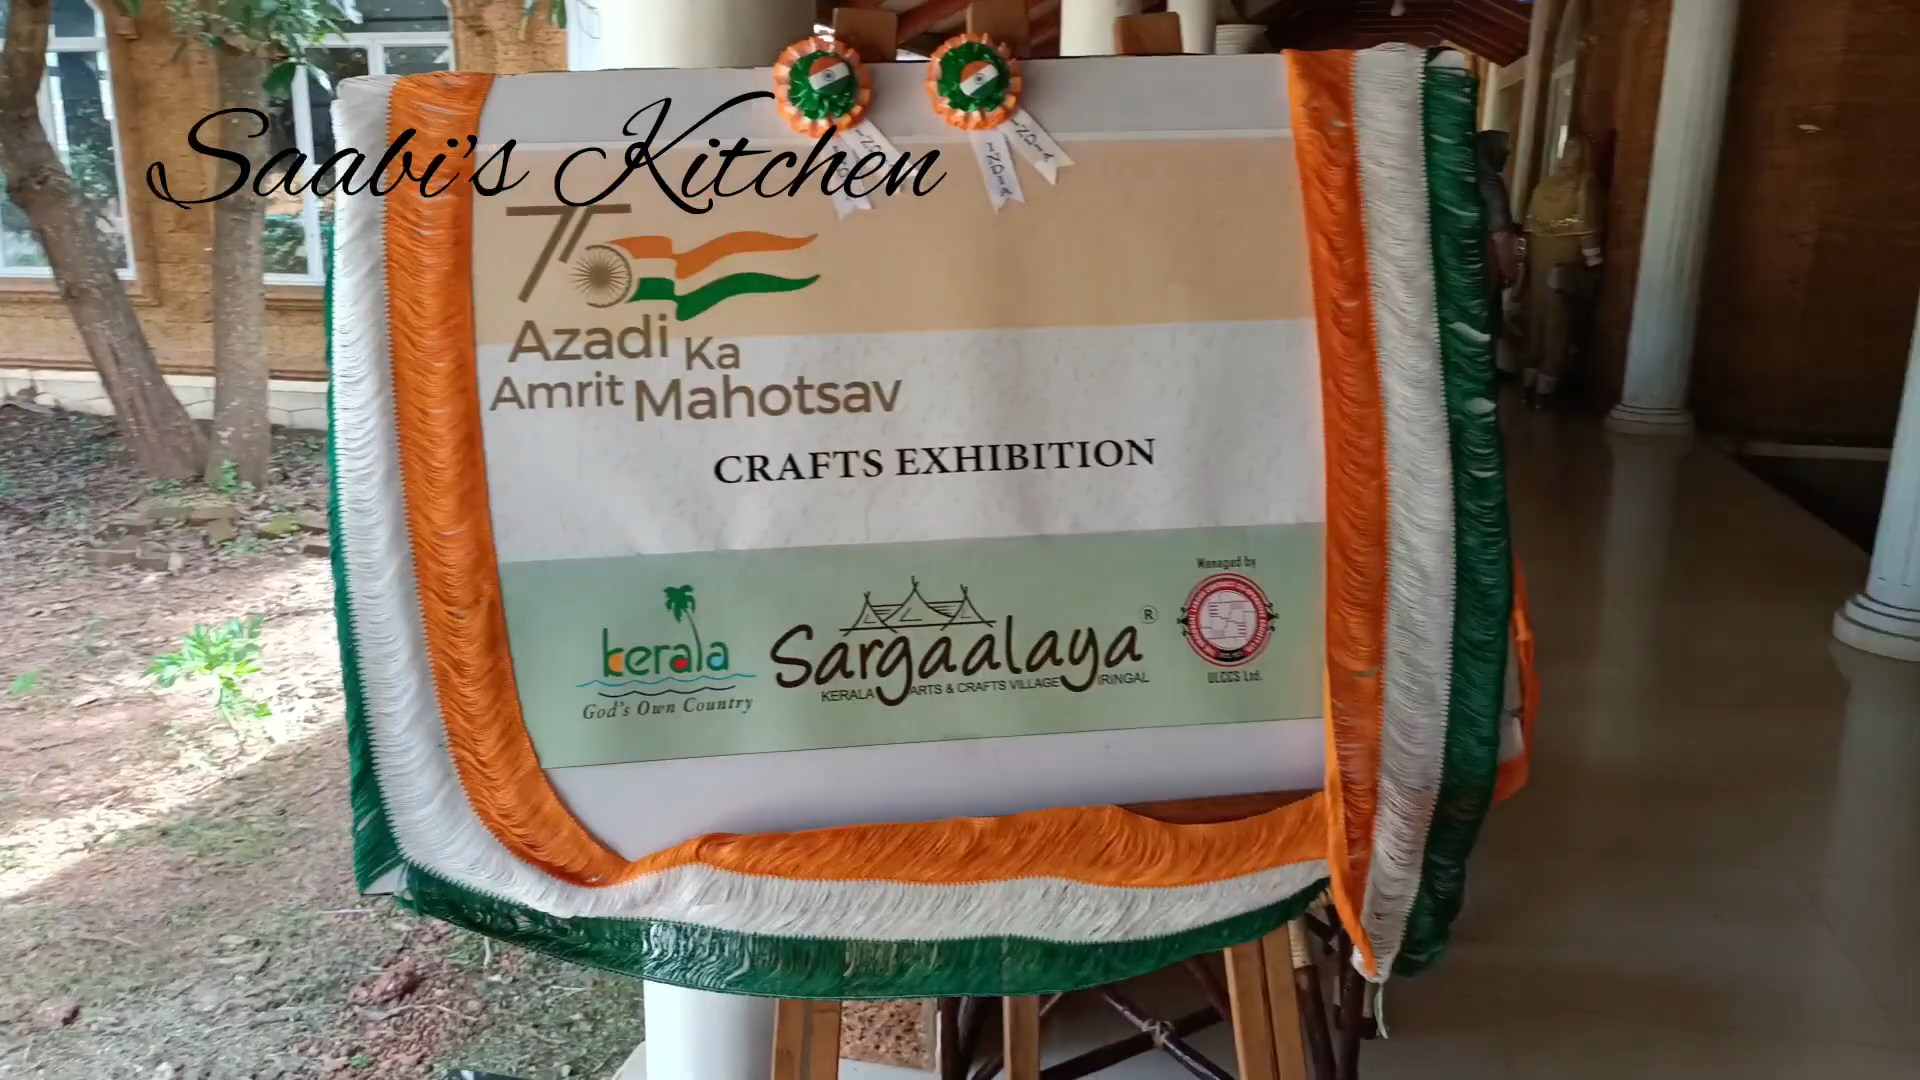 Saabi's Kitchen
INDIA
INDIA
75
Azadi Ka
Amrit Mahotsav
CRAFTS EXHIBITION
Managed by
kerala
God's Own Country
Sargaalaya®
KERALA ARTS & CRAFTS VILLAGE IRINGAL
ULCCS Ltd.